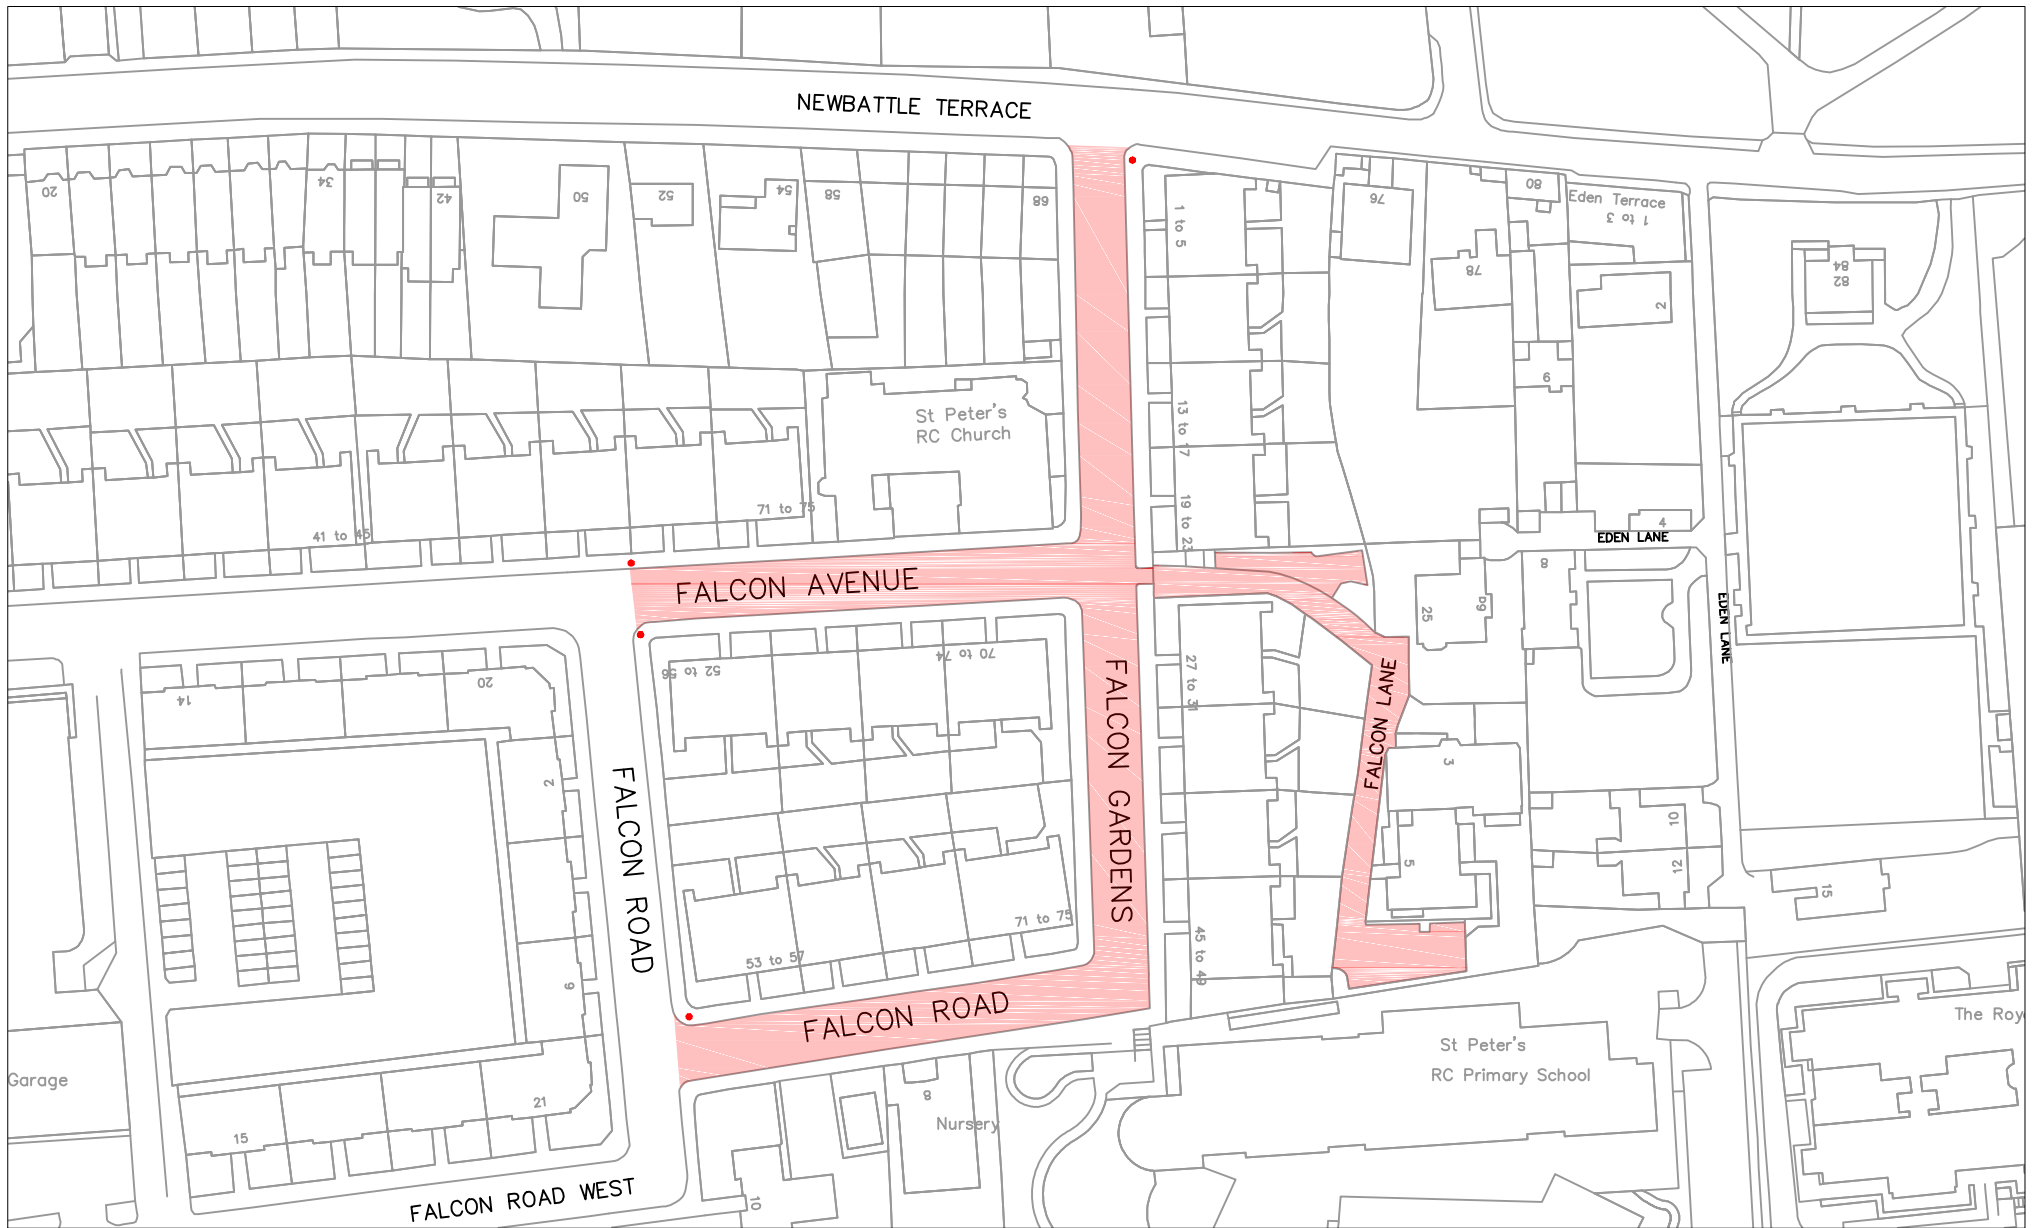 NEWBATTLE TERRACE
20
34
42
50
52
54
58
68
1 to 5
76
78
80
Eden Terrace
1 to 3
2
84
82
6
St Peter's
RC Church
13 to 17
19 to 23
41 to 45
71 to 75
4
EDEN LANE
8
FALCON AVENUE
25
9a
EDEN LANE
14
20
52 to 56
70 to 74
27 to 31
FALCON GARDENS
FALCON LANE
2
FALCON ROAD
3
5
10
12
15
6
53 to 57
71 to 75
45 to 49
FALCON ROAD
The Roy
St Peter's
RC Primary School
Garage
15
21
8
Nursery
10
FALCON ROAD WEST